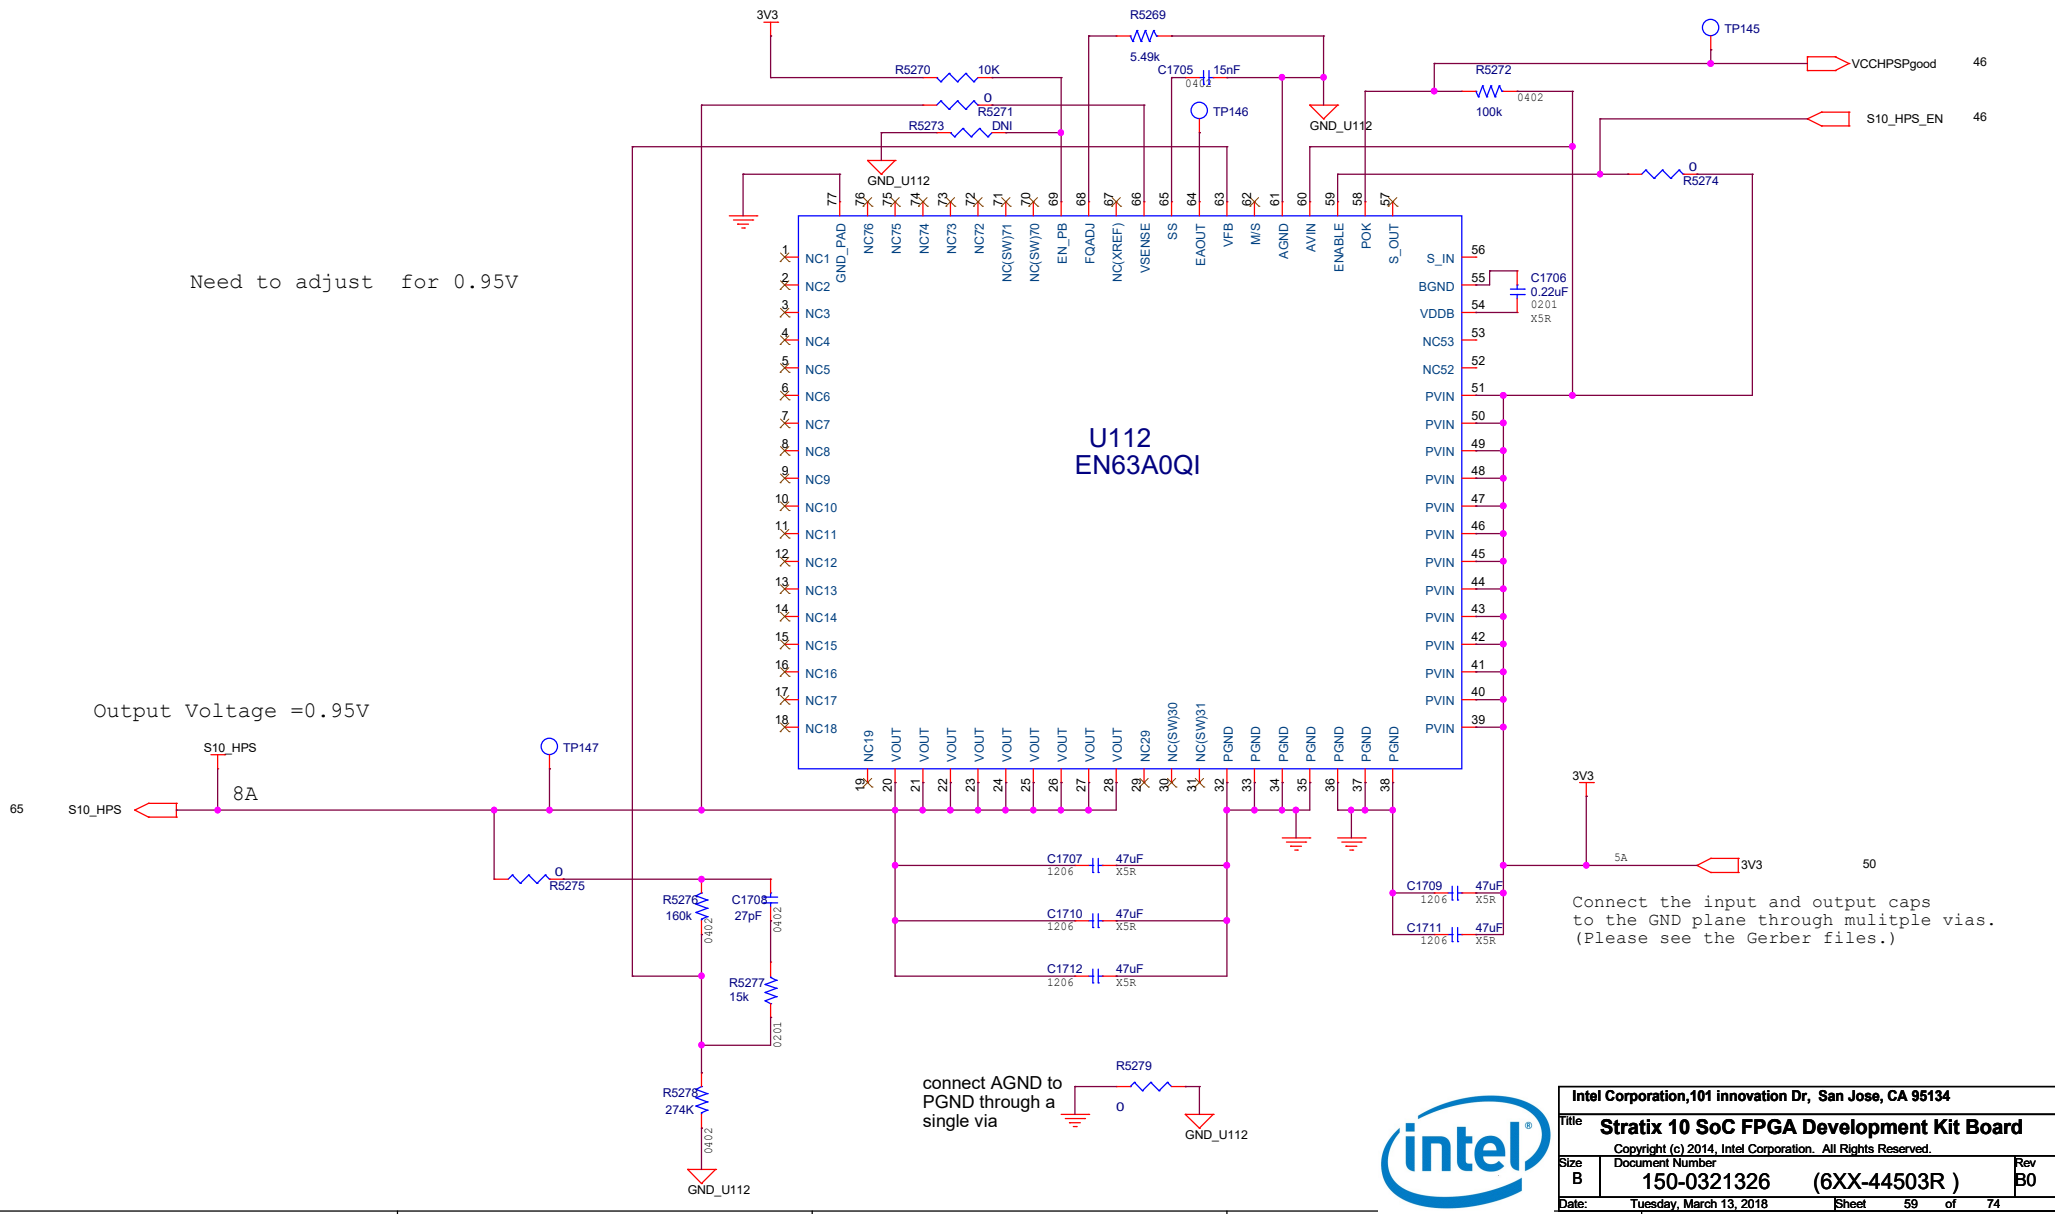 3V3
R5269
5.49k
TP145
VCCHPSPgood 46
R5270 10K
C1705 15nF
0402
R5272
0402
100k
0
R5271
TP146
GND_U112
S10_HPS_EN 46
R5273 DNI
GND_U112
0
R5274
77 76 75 74 73 72 71 70 69 68 67 66 65 64 63 62 61 60 59 58 57
GND_PAD
NC76
NC75
NC74
NC73
NC72
NC(SW)71
NC(SW)70
EN_PB
FQADJ
NC(XREF)
VSENSE
SS
EAOUT
VFB
M/S
AGND
AVIN
ENABLE
POK
S_OUT
1 NC1
2 NC2
3 NC3
4 NC4
5 NC5
6 NC6
7 NC7
8 NC8
9 NC9
10 NC10
11 NC11
12 NC12
13 NC13
14 NC14
15 NC15
16 NC16
17 NC17
18 NC18
S_IN 56
BGND 55
VDDB 54
NC53 53
NC52 52
PVIN 51
PVIN 50
PVIN 49
PVIN 48
PVIN 47
PVIN 46
PVIN 45
PVIN 44
PVIN 43
PVIN 42
PVIN 41
PVIN 40
PVIN 39
C1706
0.22uF
0201
X5R
Need to adjust for 0.95V
U112
EN63A0QI
NC19
VOUT
VOUT
VOUT
VOUT
VOUT
VOUT
VOUT
VOUT
VOUT
NC29
NC(SW)30
NC(SW)31
PGND
PGND
PGND
PGND
PGND
PGND
PGND
19 20 21 22 23 24 25 26 27 28 29 30 31 32 33 34 35 36 37 38
Output Voltage =0.95V
S10_HPS
TP147
8A
65 S10_HPS
3V3
5A
3V3 50
0
R5275
R5276
160k
0402
C1708
27pF
0402
C1707 47uF
1206 X5R
C1710 47uF
1206 X5R
C1712 47uF
1206 X5R
C1709 47uF
1206 X5R
C1711 47uF
1206 X5R
Connect the input and output caps
to the GND plane through mulitple vias.
(Please see the Gerber files.)
R5277
15k
0201
R5278
274K
0402
GND_U112
connect AGND to
PGND through a
single via
R5279
0
GND_U112
intel®
Intel Corporation,101 innovation Dr, San Jose, CA 95134
Title Stratix 10 SoC FPGA Development Kit Board
Copyright (c) 2014, Intel Corporation. All Rights Reserved.
Size Document Number Rev
B 150-0321326 (6XX-44503R ) B0
Date: Tuesday, March 13, 2018 Sheet 59 of 74